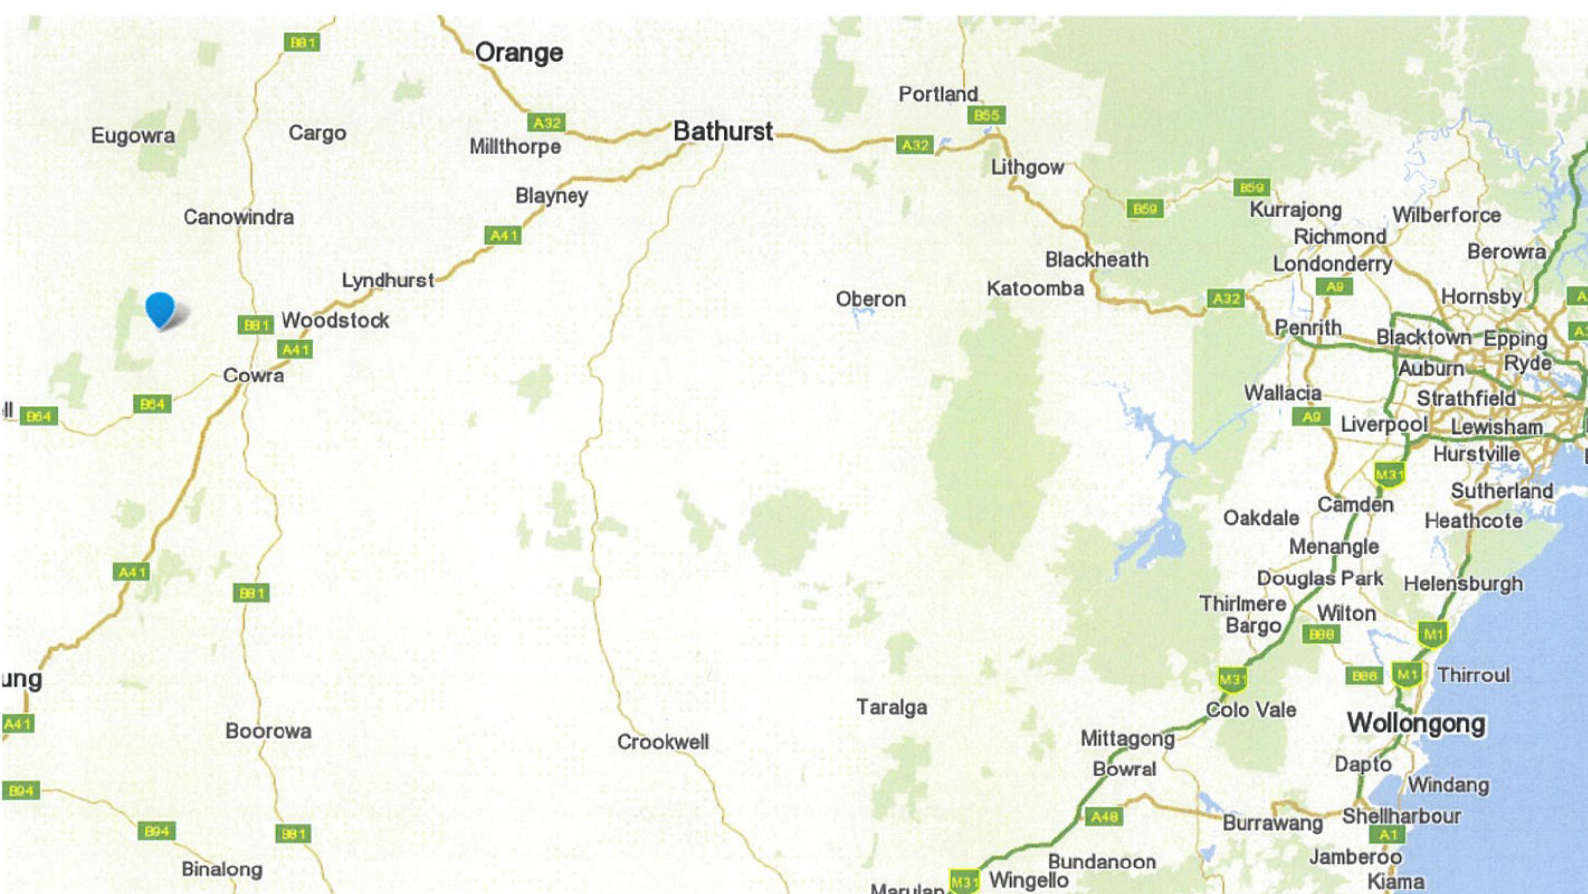 B81
Orange
Portland
B55
A32
Bathurst
Eugowra
Cargo
Millthorpe
A32
Lithgow
Blayney
B59
B59
Kurrajong
Wilberforce
Canowindra
A41
Richmond
Berowra
Blackheath
Londonderry
Lyndhurst
Katoomba
A9
Oberon
A32
Hornsby
B81
Woodstock
Penrith
Blacktown
Epping
A41
Auburn
Ryde
Cowra
Wallacia
Strathfield
B64
B64
A9
Liverpool
Lewisham
Hurstville
M31
Sutherland
Camden
Oakdale
Heathcote
Menangle
A41
Douglas Park
Helensburgh
B81
Thirlmere
Wilton
Bargo
B88
M1
ung
M31
B88
M1
Thirroul
Taralga
Colo Vale
A41
Wollongong
Boorowa
Crookwell
Mittagong
Bowral
Dapto
B94
Windang
A48
Burrawang
Shellharbour
B94
B81
A1
Binalong
Bundanoon
Jamberoo
M31
Wingello
Kiama
Marulan